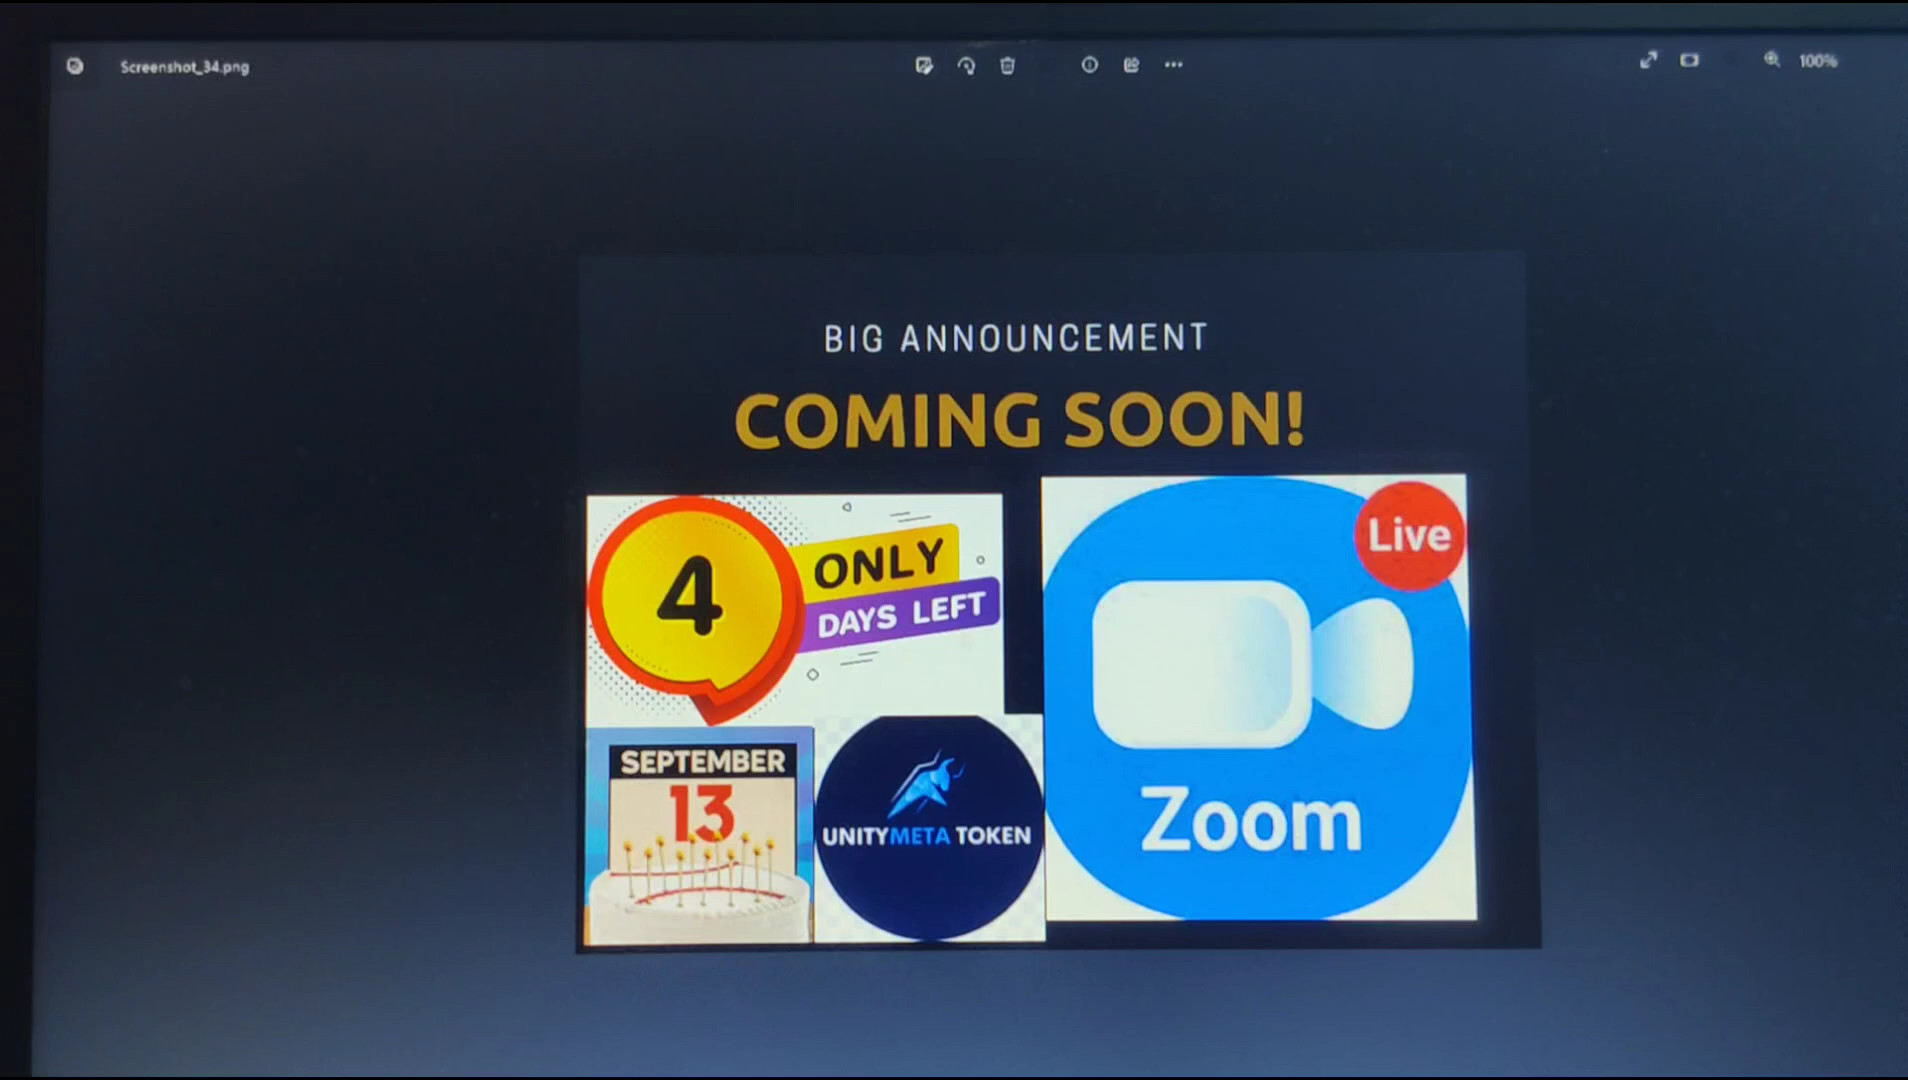 Screenshot_34.png
100%
BIG ANNOUNCEMENT
COMING SOON!
4
ONLY
DAYS LEFT
Live
Zoom
SEPTEMBER
13
UNITYMETA TOKEN